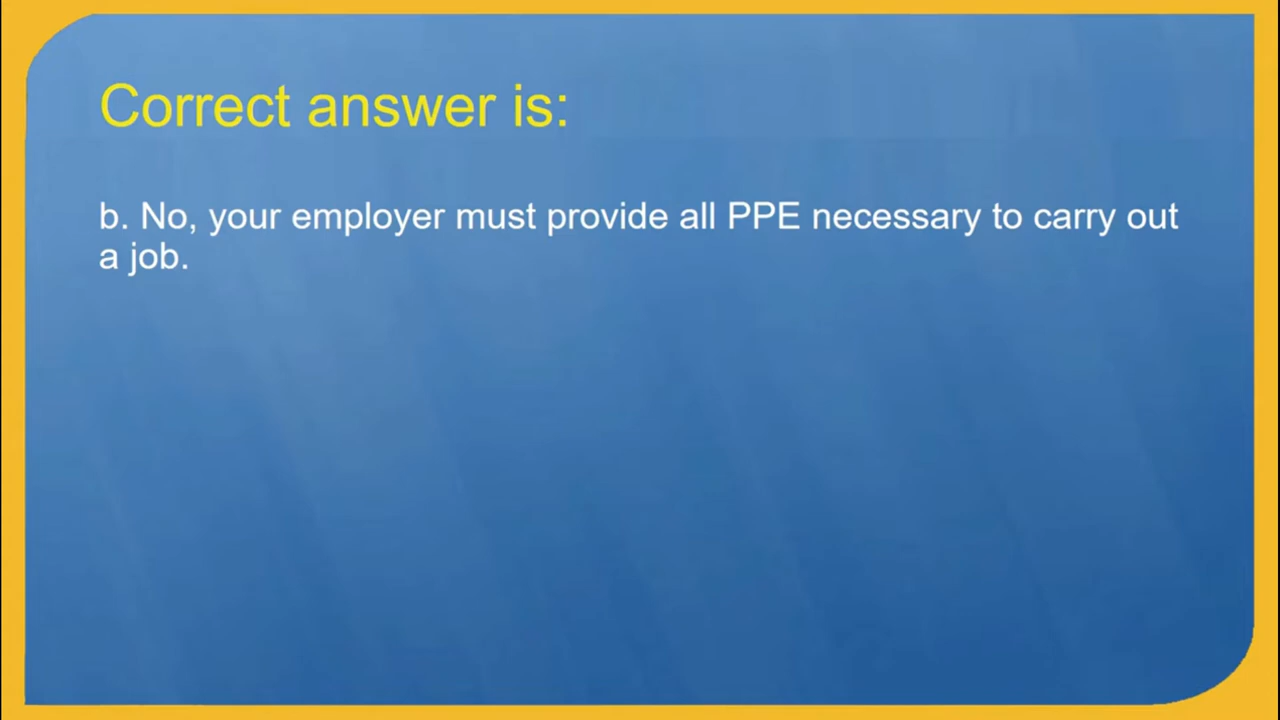 Correct answer is:
b. No, your employer must provide all PPE necessary to carry out
a job.